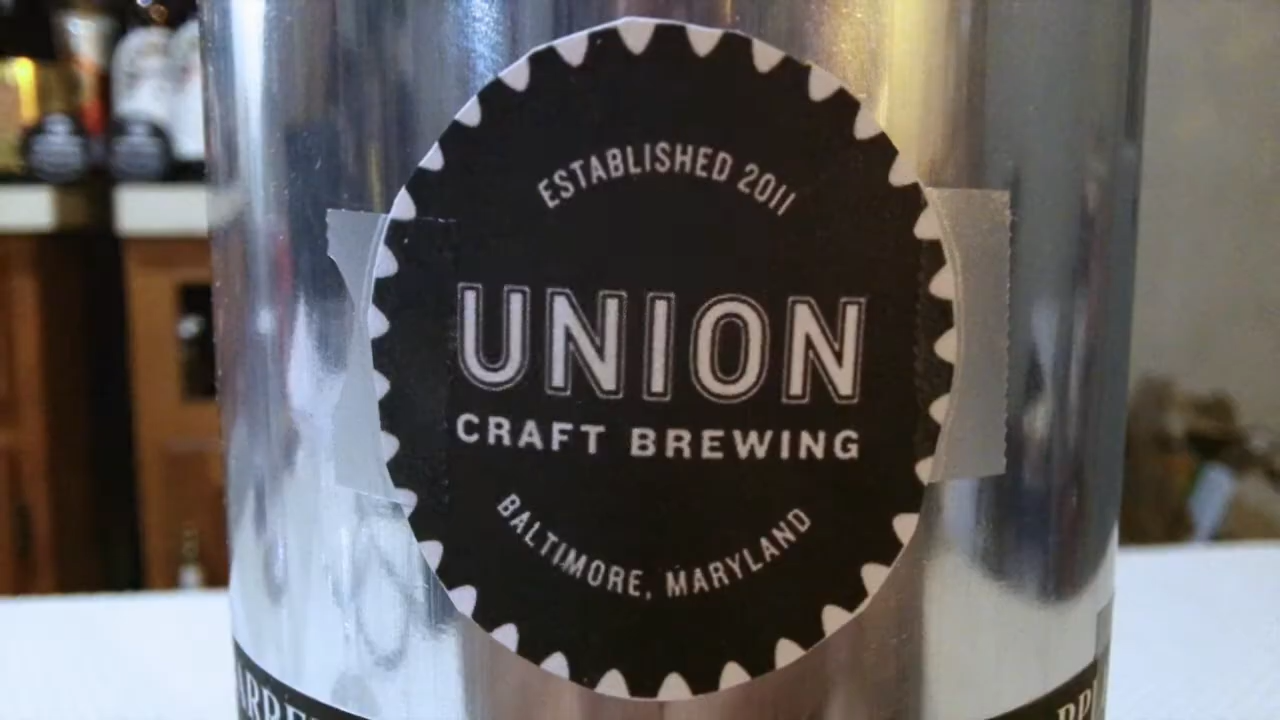 ESTABLISHED 2011
UNION
CRAFT BREWING
BALTIMORE, MARYLAND